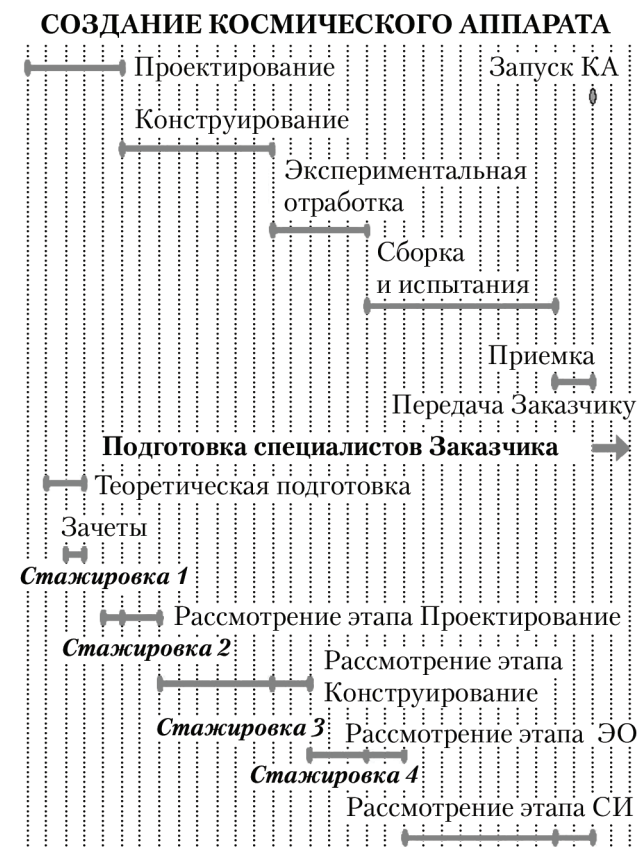 СОЗДАНИЕ КОСМИЧЕСКОГО АППАРАТА
Проектирование
Запуск КА
Конструирование
Экспериментальная
отработка
Сборка
и испытания
Приемка
Передача Заказчику
Подготовка специалистов Заказчика
Теоретическая подготовка
Зачеты
Стажировка 1
Рассмотрение этапа Проектирование
Стажировка 2
Рассмотрение этапа
Конструирование
Стажировка 3
Рассмотрение этапа ЭО
Стажировка 4
Рассмотрение этапа СИ